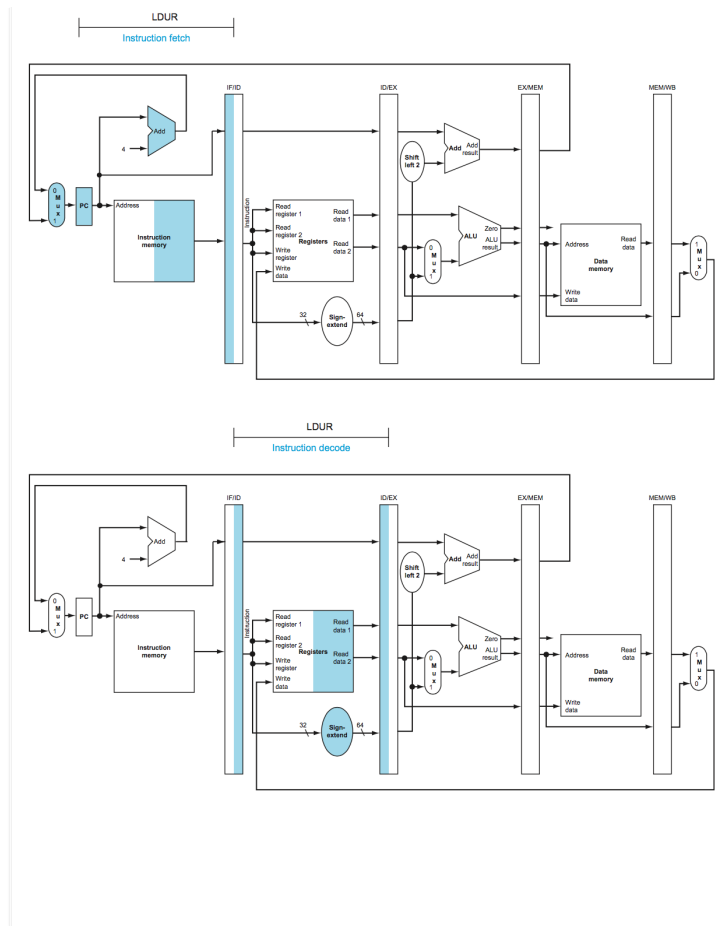 LDUR
Instruction fetch
IF/ID
ID/EX
EX/MEM
MEM/WB
Add
4
Add
Add
result
Shift
left 2
0
M
u
x
1
PC
Address
Instruction
memory
Instruction
Read
register 1
Read
data 1
Read
register 2
Registers
Write
register
Read
data 2
Write
data
0
M
u
x
1
Zero
ALU
ALU
result
Address
Read
data
Data
memory
Write
data
1
M
u
x
0
32
Sign-
extend
64
LDUR
Instruction decode
IF/ID
ID/EX
EX/MEM
MEM/WB
Add
4
Add
Add
result
Shift
left 2
0
M
u
x
1
PC
Address
Instruction
memory
Instruction
Read
register 1
Read
data 1
Read
register 2
Registers
Write
register
Read
data 2
Write
data
0
M
u
x
1
Zero
ALU
ALU
result
Address
Read
data
Data
memory
Write
data
1
M
u
x
0
32
Sign-
extend
64